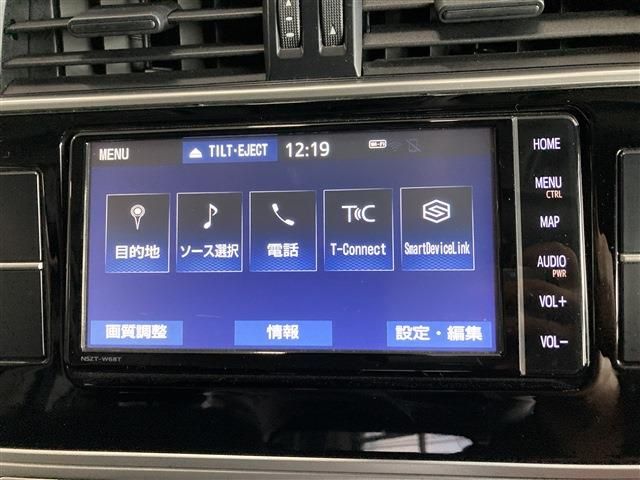 MENU
TILT·EJECT
12:19
目的地
ソース選択
電話
T-Connect
SmartDeviceLink
画質調整
情報
設定・編集
NSZT-W68T
HOME
MENU
CTRL
MAP
AUDIO
PWR
VOL+
VOL−